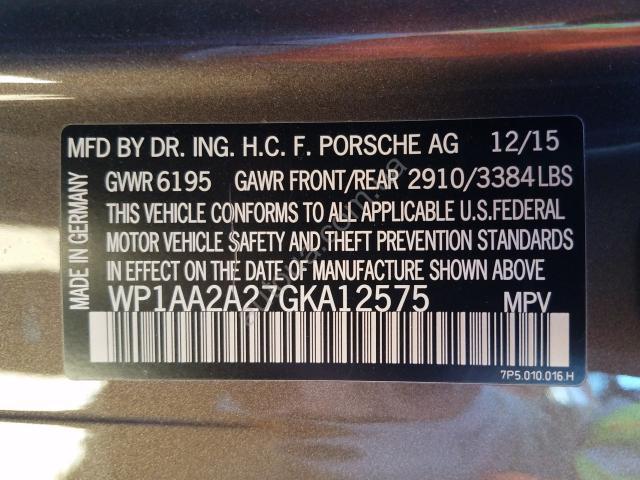 MFD BY DR. ING. H.C. F. PORSCHE AG 12/15
GVWR 6195 GAWR FRONT/REAR 2910/3384 LBS
THIS VEHICLE CONFORMS TO ALL APPLICABLE U.S.FEDERAL
MOTOR VEHICLE SAFETY AND THEFT PREVENTION STANDARDS
IN EFFECT ON THE DATE OF MANUFACTURE SHOWN ABOVE.
WP1AA2A27GKA12575 MPV
7P5.010.016.H
MADE IN GERMANY